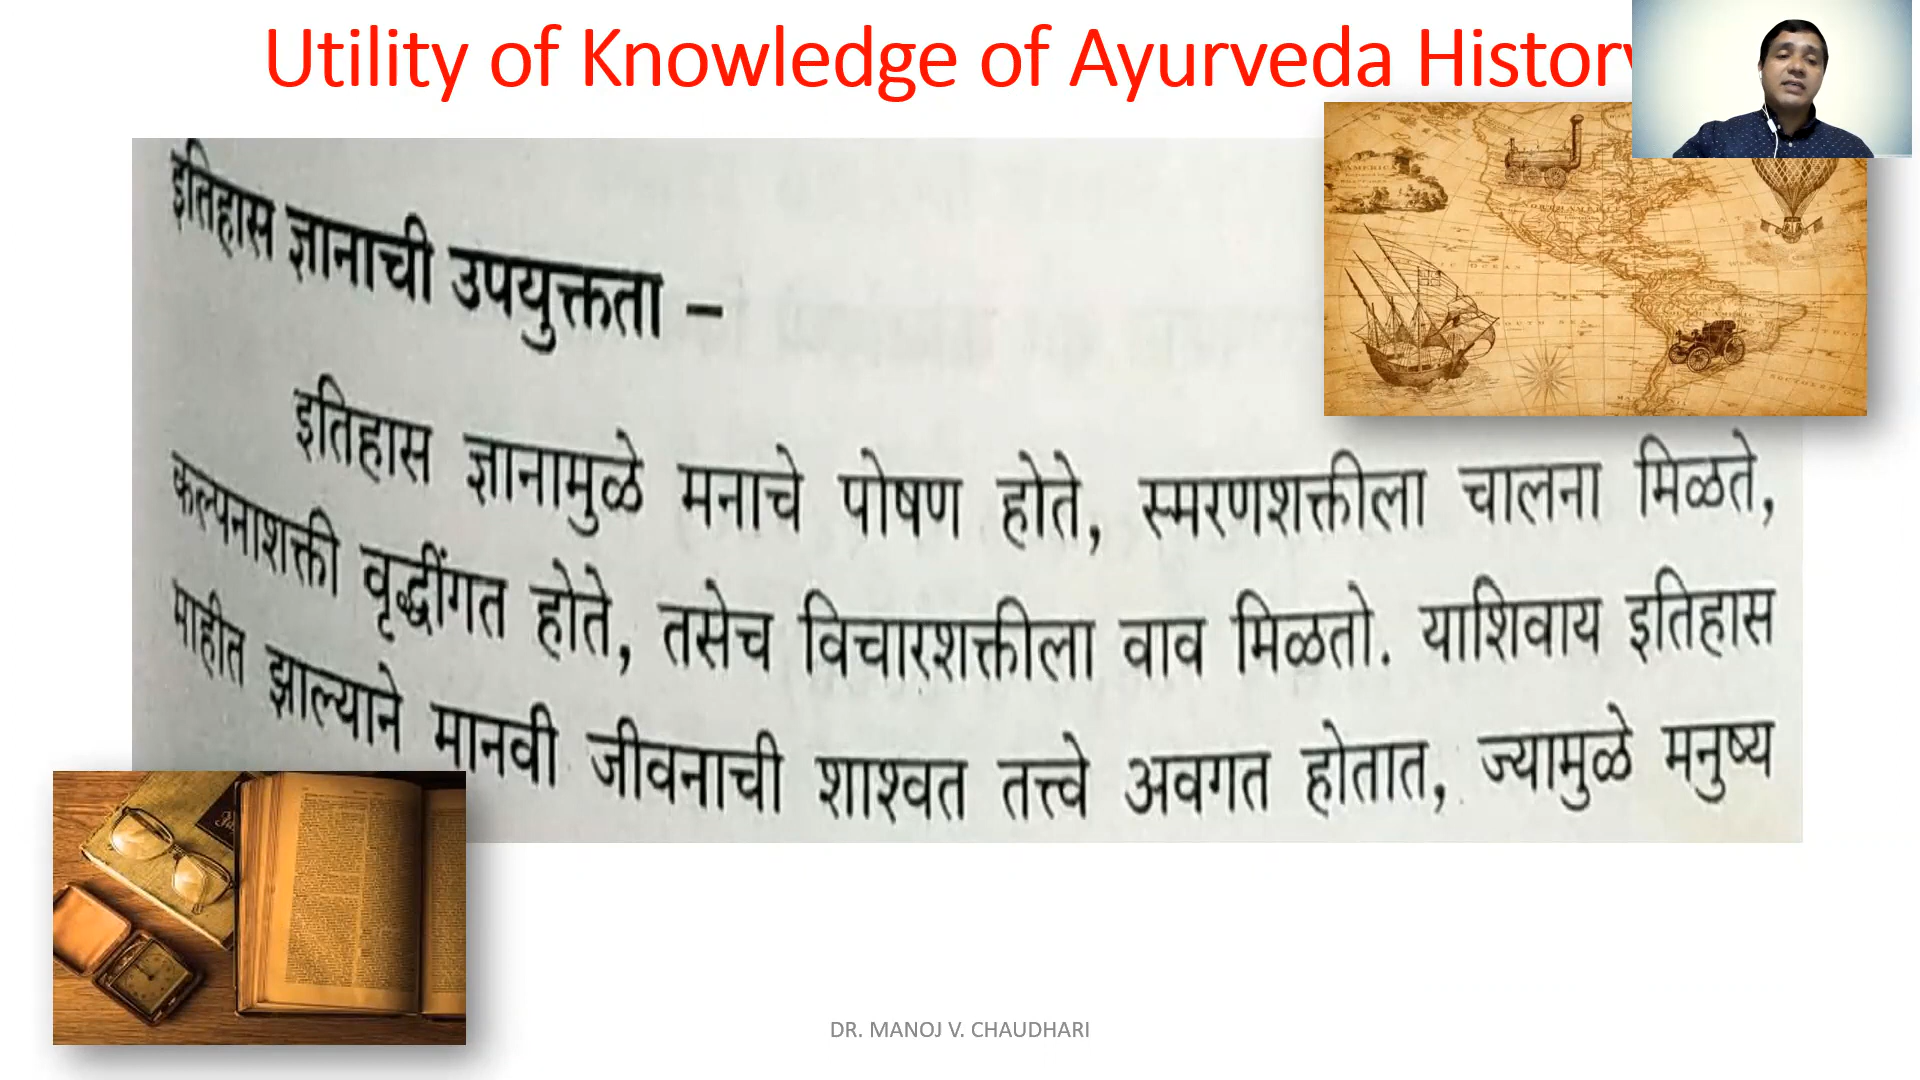 Utility of Knowledge of Ayurveda History
इतिहास ज्ञानाची उपयुक्तता –
इतिहास ज्ञानामुळे मनाचे पोषण होते, स्मरणशक्तीला चालना मिळते,
कल्पनाशक्ती वृद्धींगत होते, तसेच विचारशक्तीला वाव मिळतो. याशिवाय इतिहास
माहीत झाल्याने मानवी जीवनाची शाश्वत तत्त्वे अवगत होतात, ज्यामुळे मनुष्य
DR. MANOJ V. CHAUDHARI